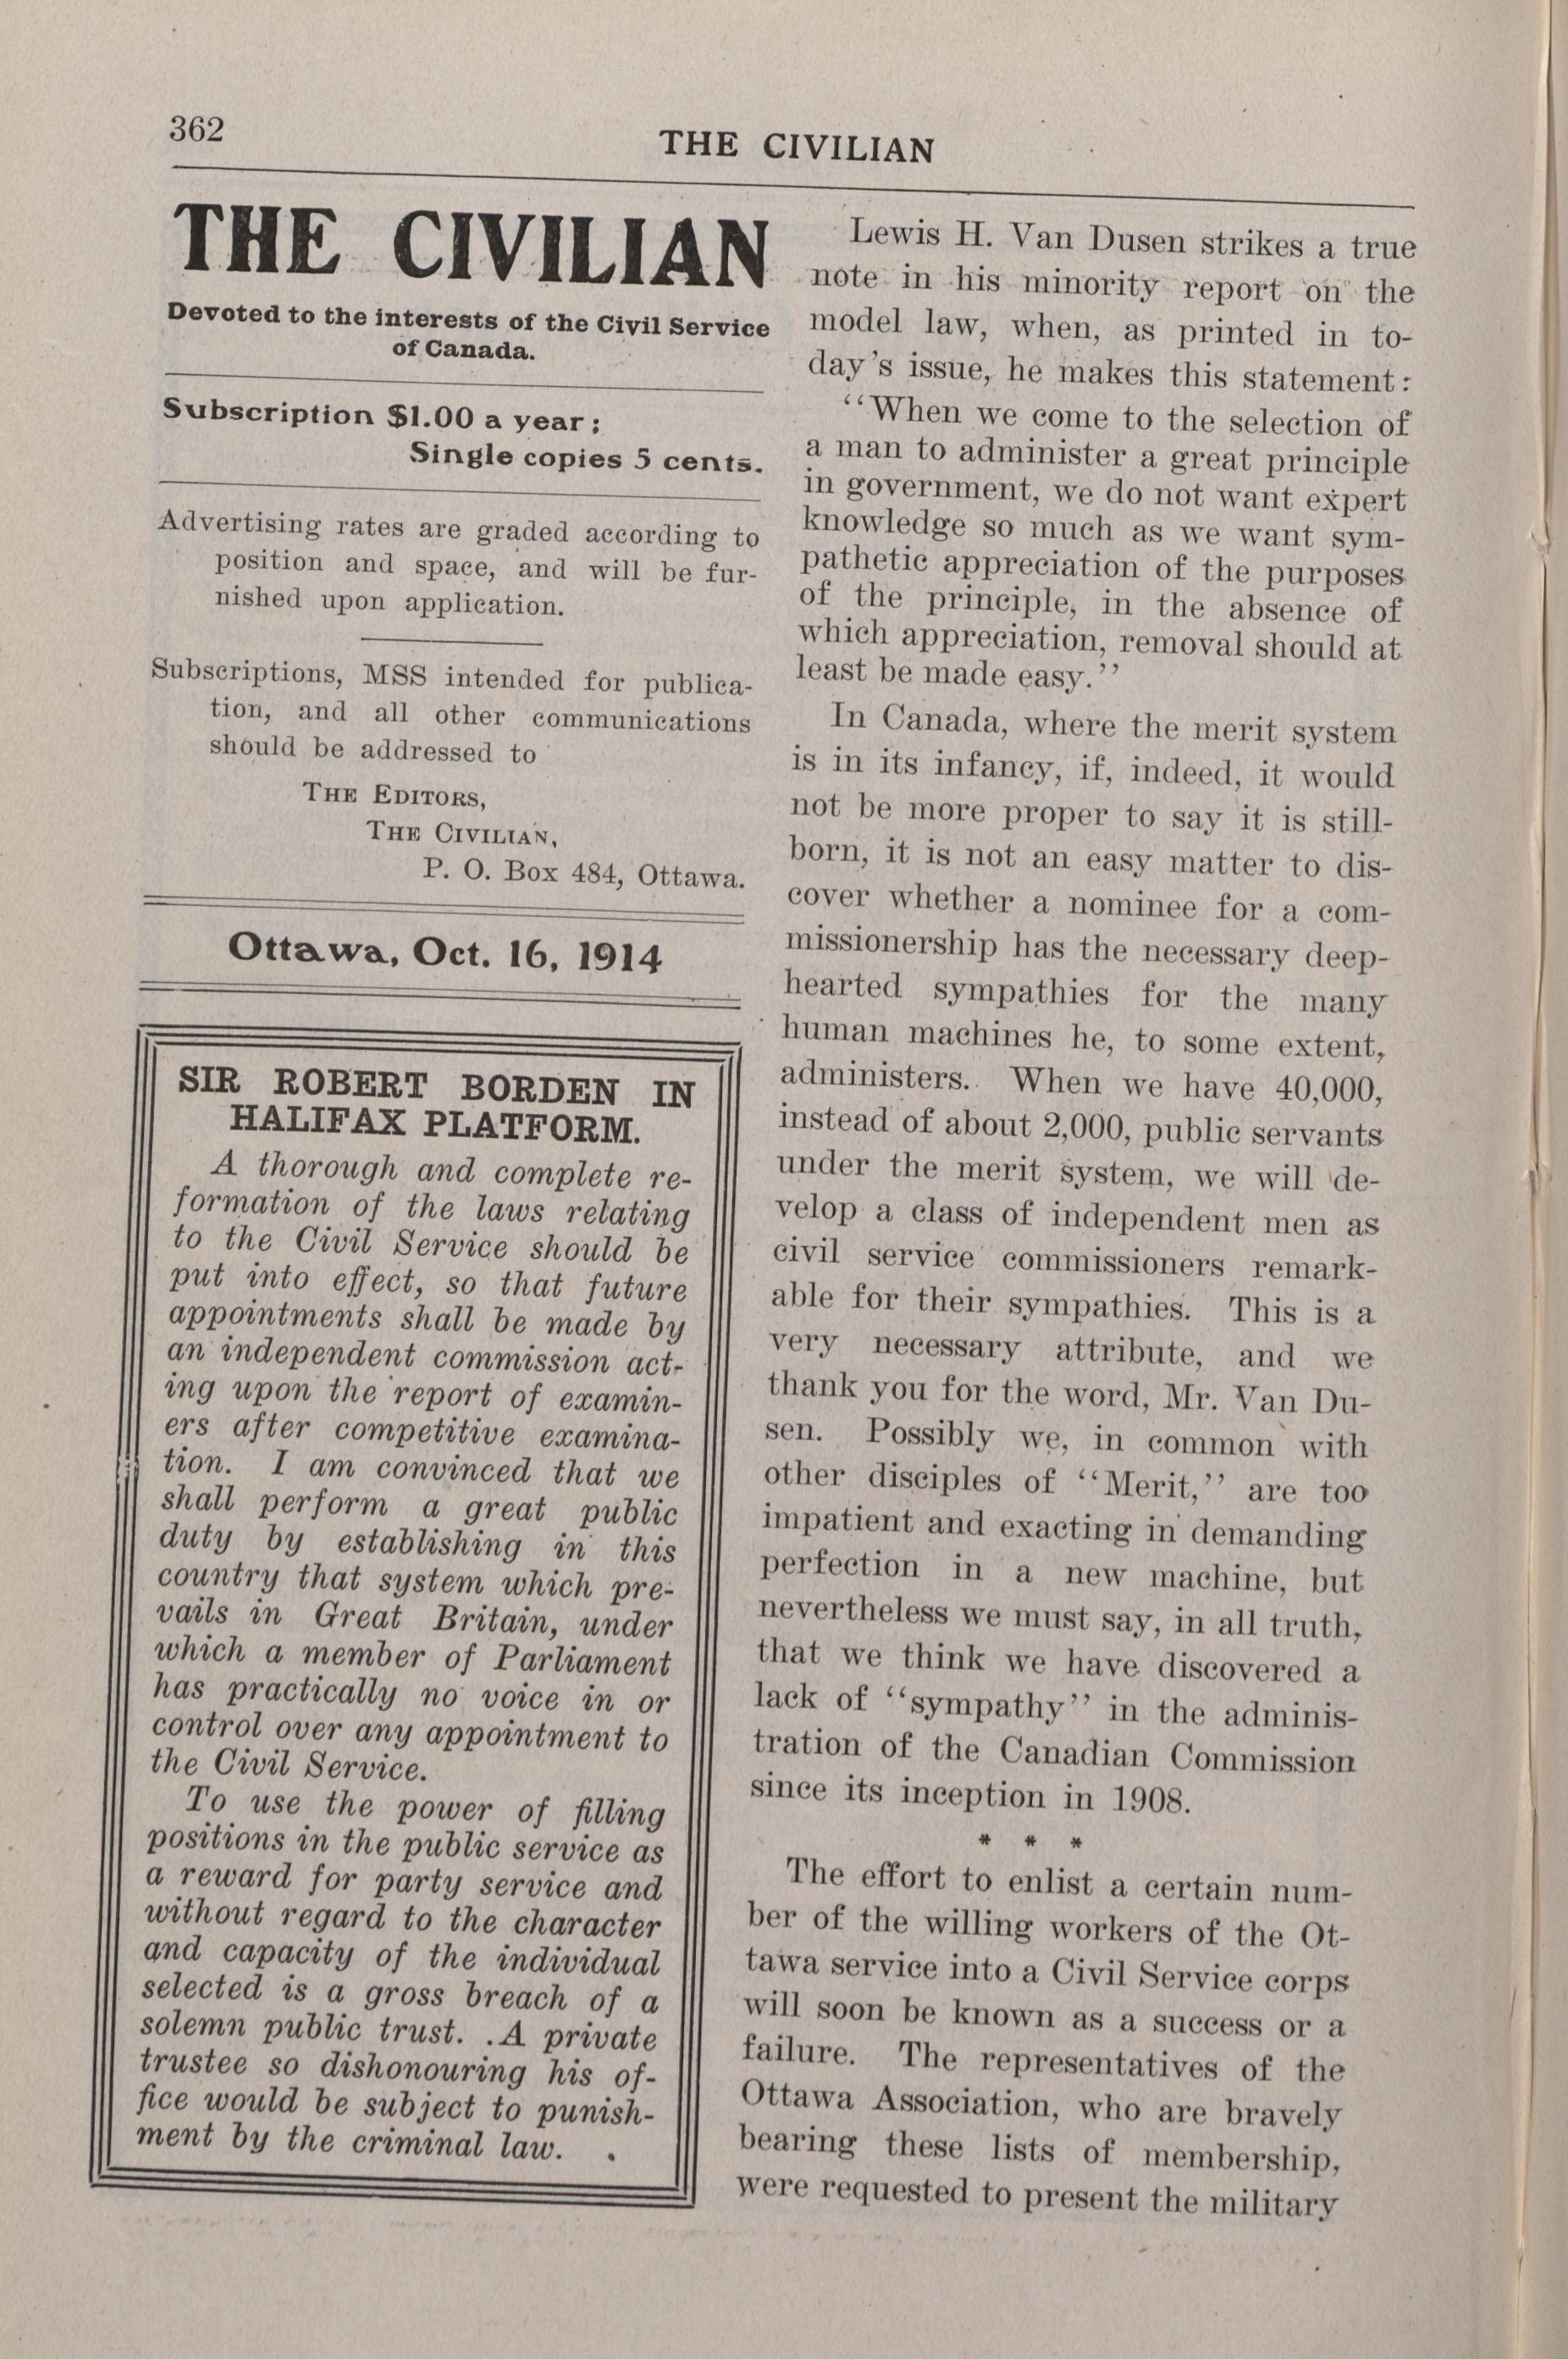 362
THE CIVILIAN
THE CIVILIAN
Devoted to the interests of the Civil Service
of Canada.
Subscription $1.00 a year;
Single copies 5 cents.
Advertising rates are graded according to
position and space, and will be fur-
nished upon application.
Subscriptions, MSS intended for publica-
tion, and all other communications
should be addressed to
THE EDITORS,
THE CIVILIAN,
P. O. Box 484, Ottawa.
Ottawa, Oct. 16, 1914
SIR ROBERT BORDEN IN
HALIFAX PLATFORM.
A thorough and complete re-
formation of the laws relating
to the Civil Service should be
put into effect, so that future
appointments shall be made by
an independent commission act-
ing upon the report of examin-
ers after competitive examina-
tion. I am convinced that we
shall perform a great public
duty by establishing in this
country that system which pre-
vails in Great Britain, under
which a member of Parliament
has practically no voice in or
control over any appointment to
the Civil Service.
To use the power of filling
positions in the public service as
a reward for party service and
without regard to the character
and capacity of the individual
selected is a gross breach of a
solemn public trust. .A private
trustee so dishonouring his of-
fice would be subject to punish-
ment by the criminal law. .
Lewis H. Van Dusen strikes a true
note in his minority report on the
model law, when, as printed in to-
day's issue, he makes this statement:
"When we come to the selection of
a man to administer a great principle
in government, we do not want expert
knowledge so much as we want sym-
pathetic appreciation of the purposes
of the principle, in the absence of
which appreciation, removal should at
least be made easy."
In Canada, where the merit system
is in its infancy, if, indeed, it would
not be more proper to say it is still-
born, it is not an easy matter to dis-
cover whether a nominee for a com-
missionership has the necessary deep-
hearted sympathies for the many
human machines he, to some extent,
administers. When we have 40,000,
instead of about 2,000, public servants
under the merit system, we will de-
velop a class of independent men as
civil service commissioners remark-
able for their sympathies. This is a
very necessary attribute, and we
thank you for the word, Mr. Van Du-
sen. Possibly we, in common with
other disciples of "Merit," are too
impatient and exacting in demanding
perfection in a new machine, but
nevertheless we must say, in all truth,
that we think we have discovered a
lack of "sympathy" in the adminis-
tration of the Canadian Commission
since its inception in 1908.
* * *
The effort to enlist a certain num-
ber of the willing workers of the Ot-
tawa service into a Civil Service corps
will soon be known as a success or a
failure. The representatives of the
Ottawa Association, who are bravely
bearing these lists of membership,
were requested to present the military